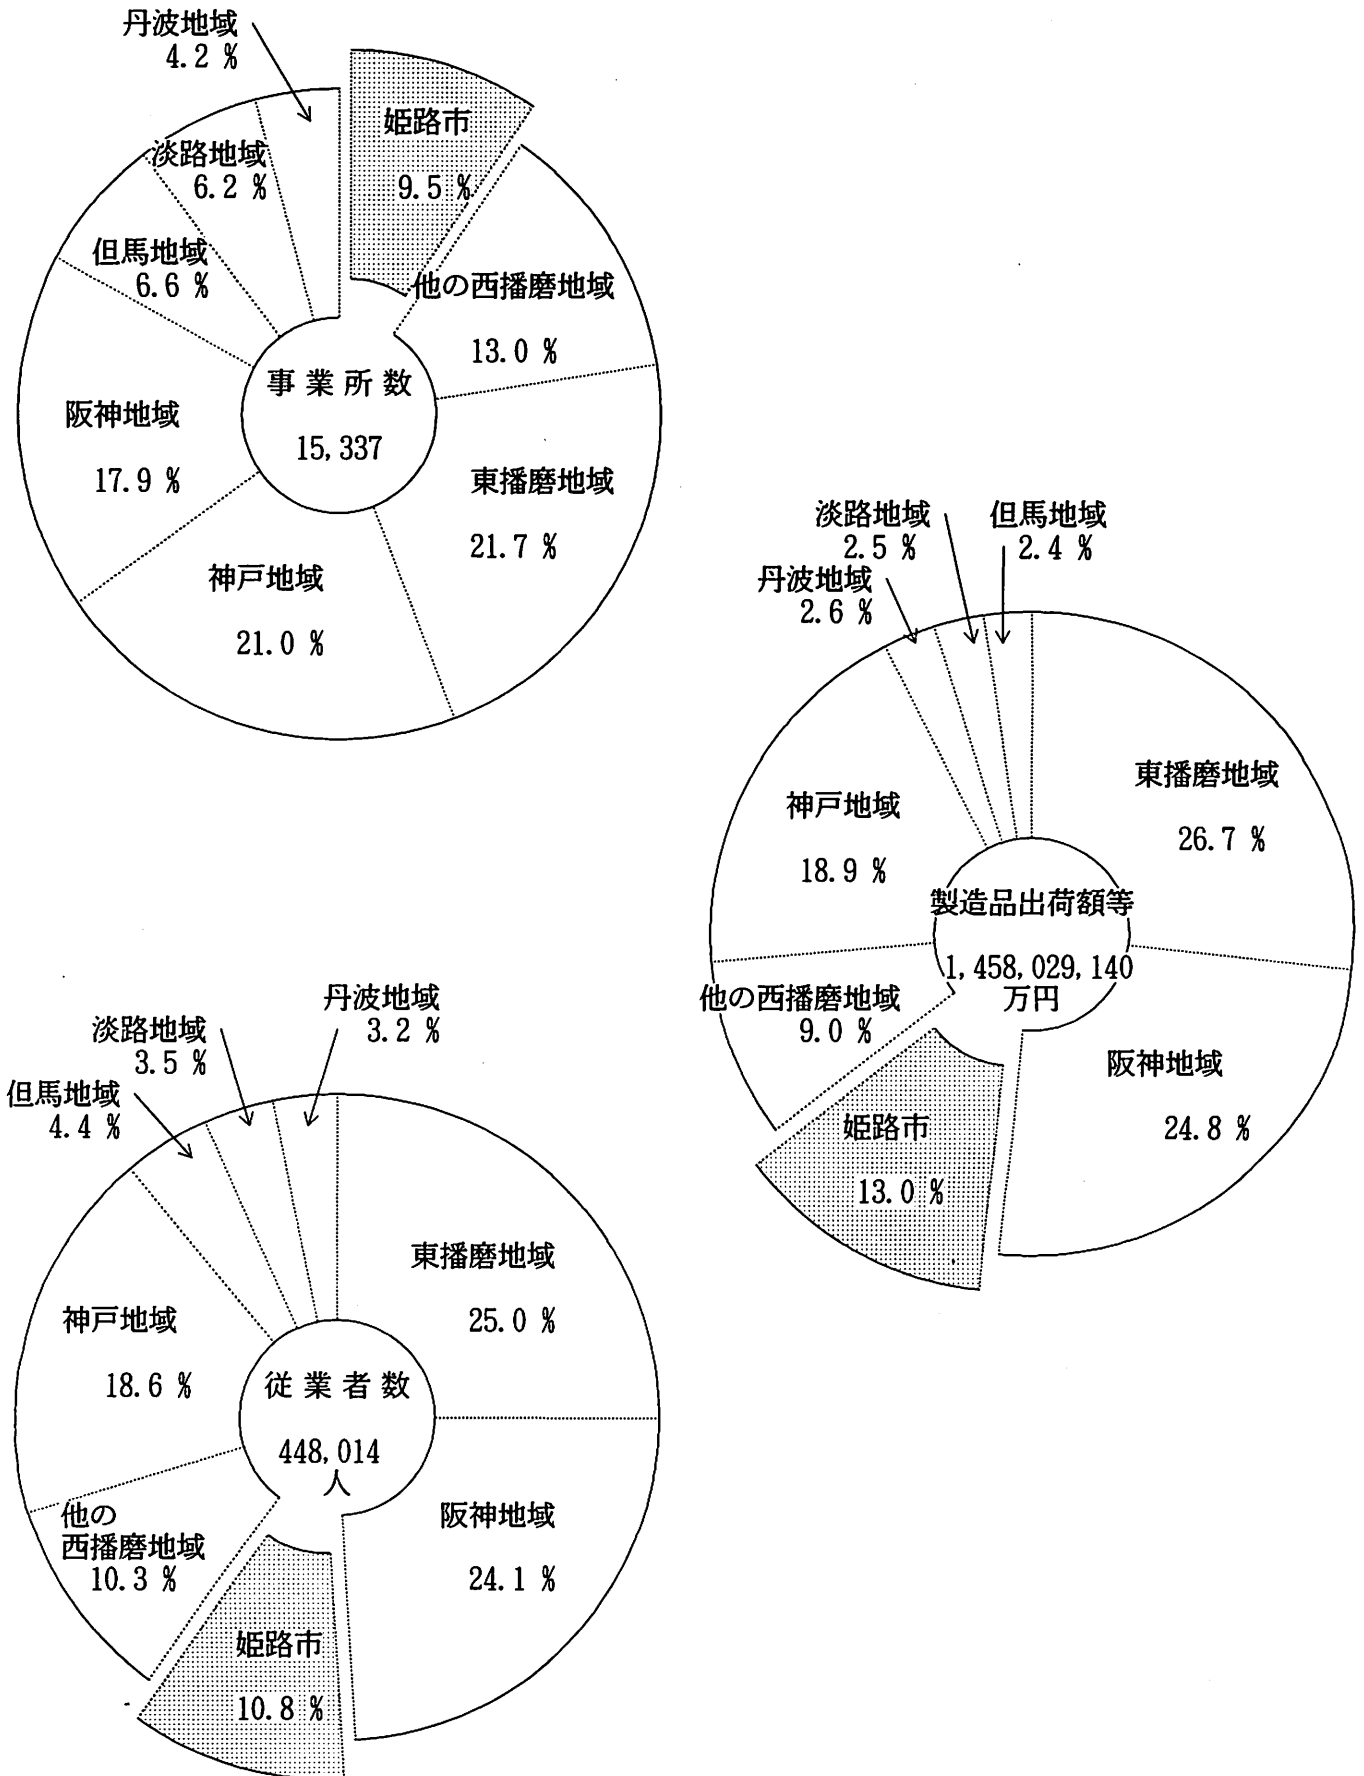 丹波地域
4.2 %
姫路市
9.5 %
淡路地域
6.2 %
但馬地域
6.6 %
他の西播磨地域
13.0 %
事業所数
15,337
阪神地域
17.9 %
東播磨地域
21.7 %
神戸地域
21.0 %
淡路地域
2.5 %
但馬地域
2.4 %
丹波地域
2.6 %
東播磨地域
26.7 %
神戸地域
18.9 %
製造品出荷額等
1,458,029,140
万円
他の西播磨地域
9.0 %
阪神地域
24.8 %
姫路市
13.0 %
丹波地域
3.2 %
淡路地域
3.5 %
但馬地域
4.4 %
東播磨地域
25.0 %
神戸地域
18.6 %
従業者数
448,014
人
他の
西播磨地域
10.3 %
阪神地域
24.1 %
姫路市
10.8 %